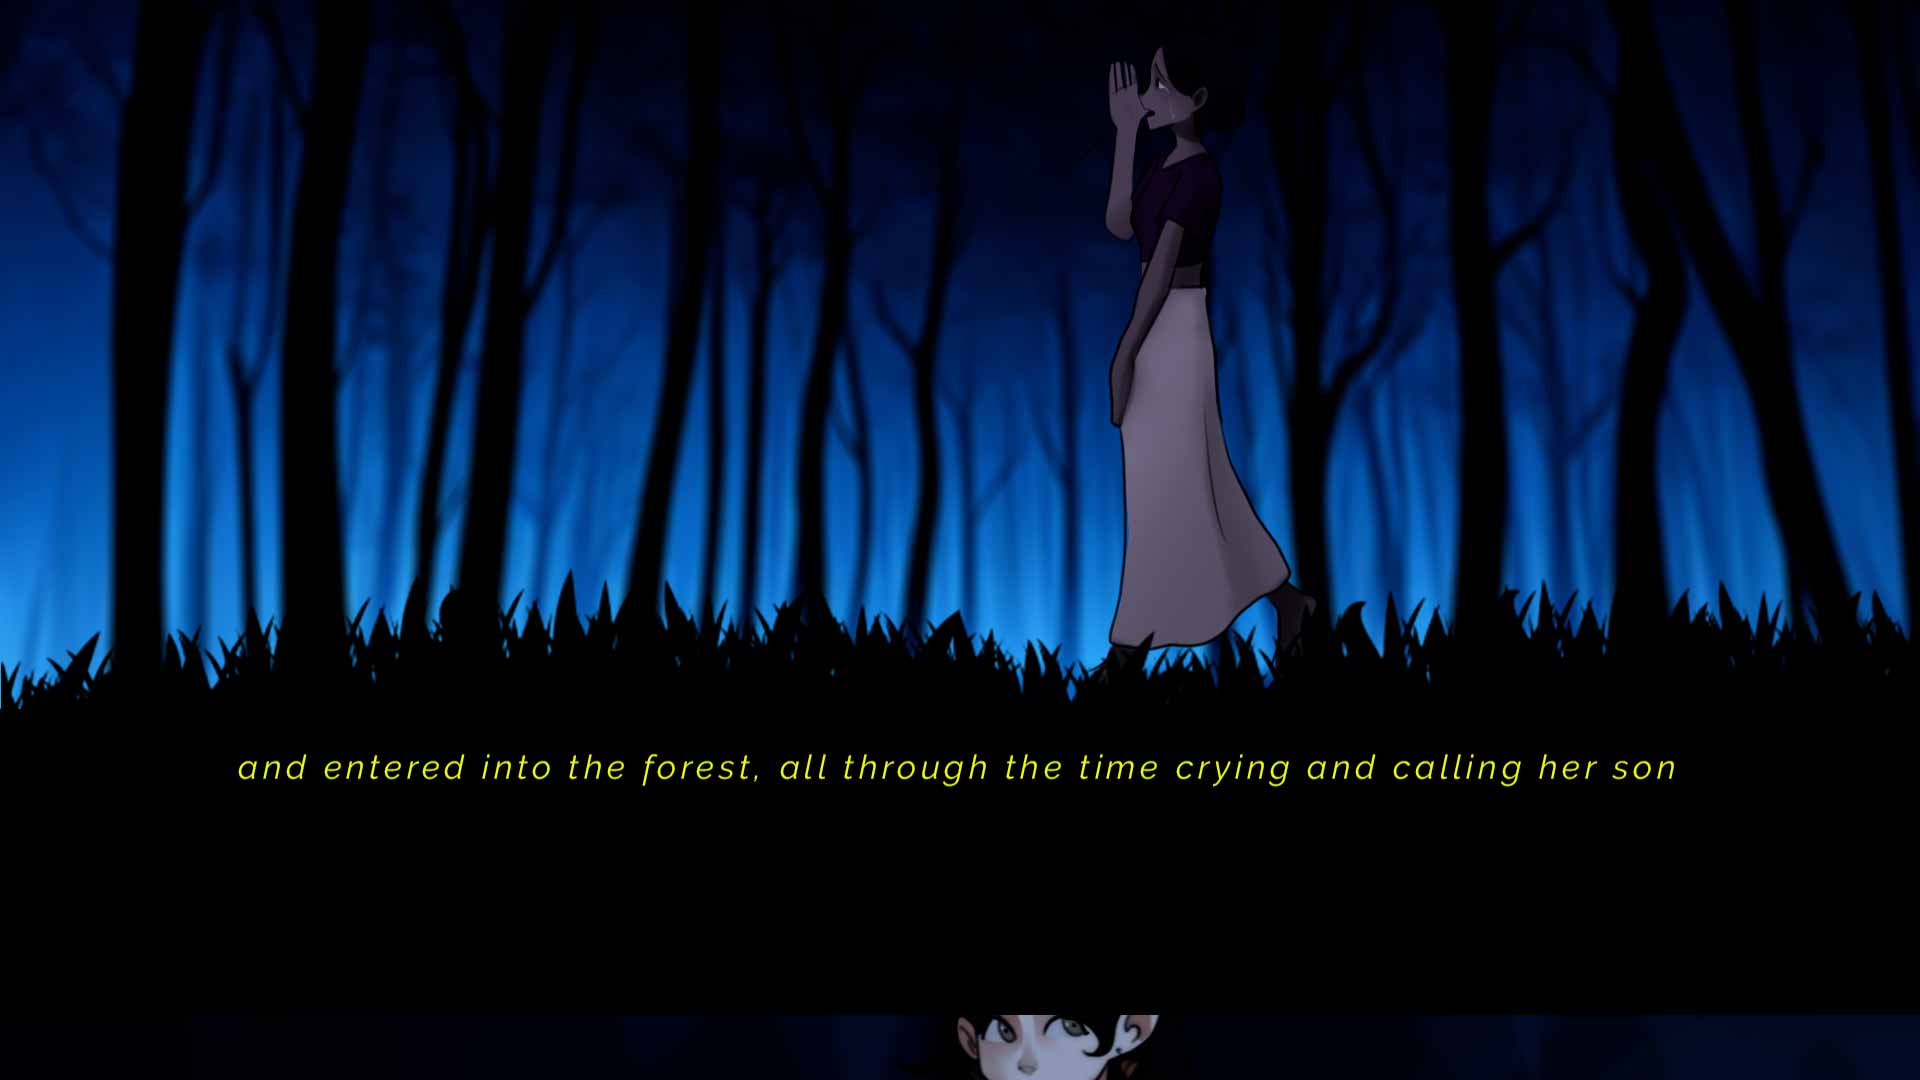 and entered into the forest, all through the time crying and calling her son